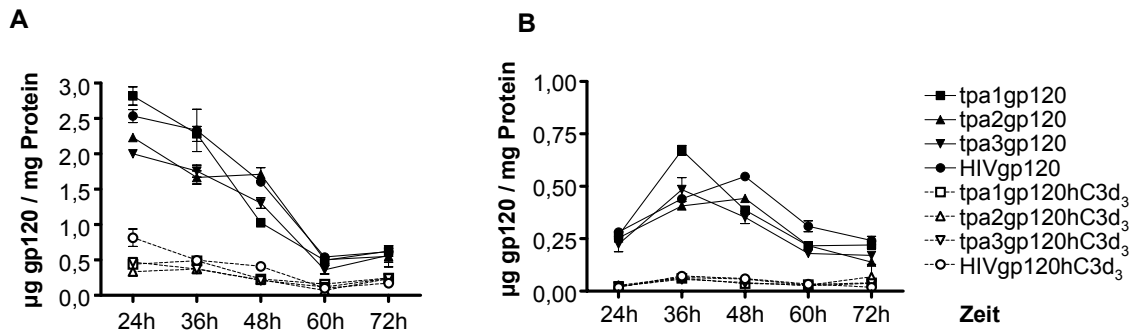 A
µg gp120 / mg Protein
3,0
2,5
2,0
1,5
1,0
0,5
0,0
24h 36h 48h 60h 72h
B
µg gp120 / mg Protein
1,00
0,75
0,50
0,25
0,00
24h 36h 48h 60h 72h
tpa1gp120
tpa2gp120
tpa3gp120
HIVgp120
tpa1gp120hC3d₃
tpa2gp120hC3d₃
tpa3gp120hC3d₃
HIVgp120hC3d₃
Zeit